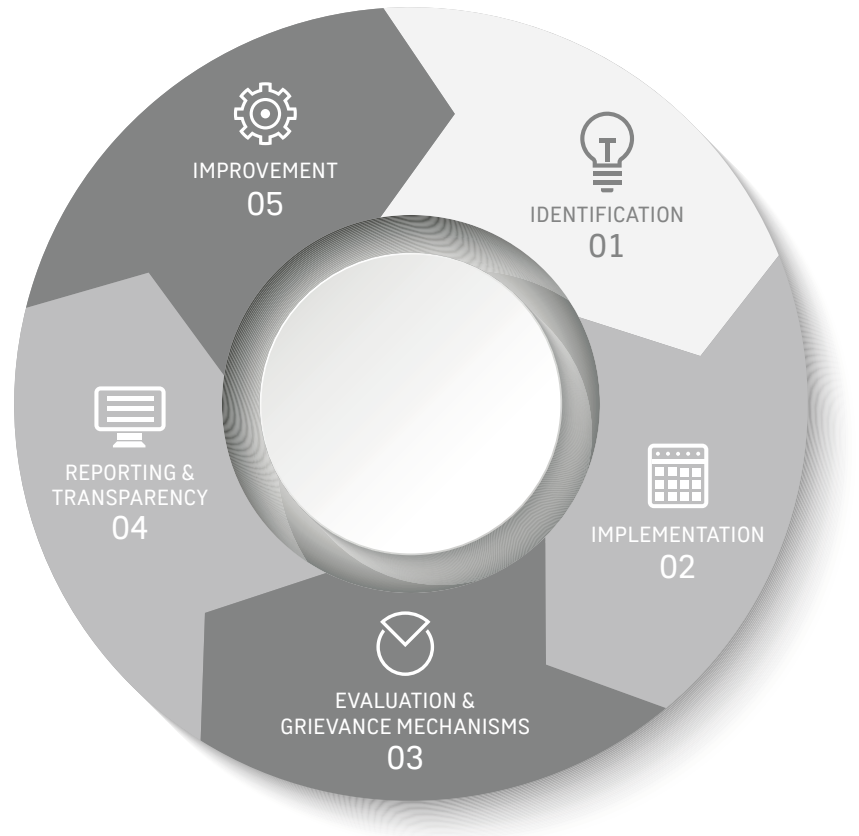 IDENTIFICATION
01
IMPLEMENTATION
02
EVALUATION &
GRIEVANCE MECHANISMS
03
REPORTING &
TRANSPARENCY
04
IMPROVEMENT
05